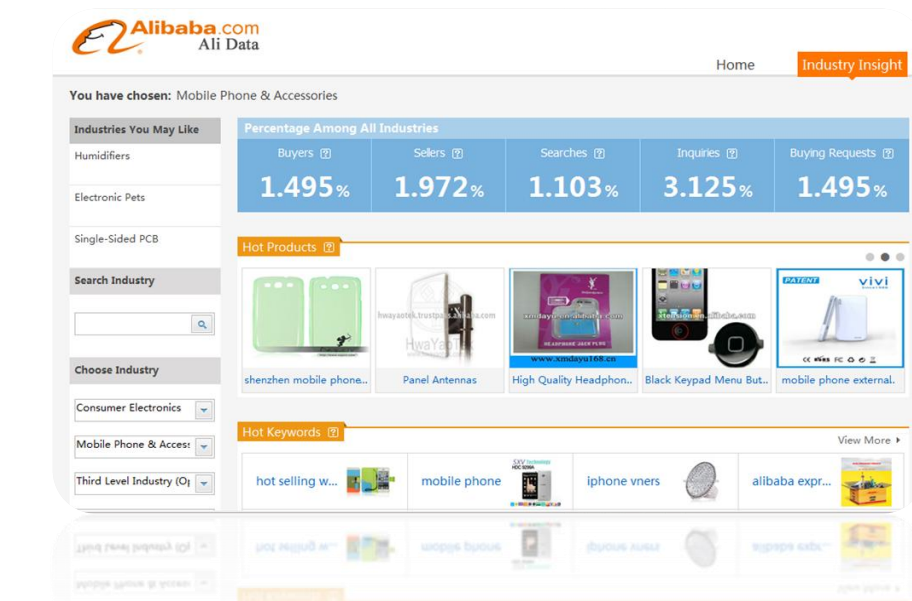 Alibaba.com
Ali Data
Home
Industry Insight
You have chosen: Mobile Phone & Accessories
Industries You May Like
Humidifiers
Electronic Pets
Single-Sided PCB
Search Industry
Choose Industry
Consumer Electronics
Mobile Phone & Access
Third Level Industry (O
Percentage Among All Industries
Buyers ? Sellers ? Searches ? Inquiries ? Buying Requests ?
1.495% 1.972% 1.103% 3.125% 1.495%
Hot Products ?
HwaYaoTek
www.xmdayu168.cn
PATENT
vivi
shenzhen mobile phone... Panel Antennas High Quality Headphon.. Black Keypad Menu But.. mobile phone external.
Hot Keywords ?
View More
hot selling w... mobile phone iphone vners alibaba expr...